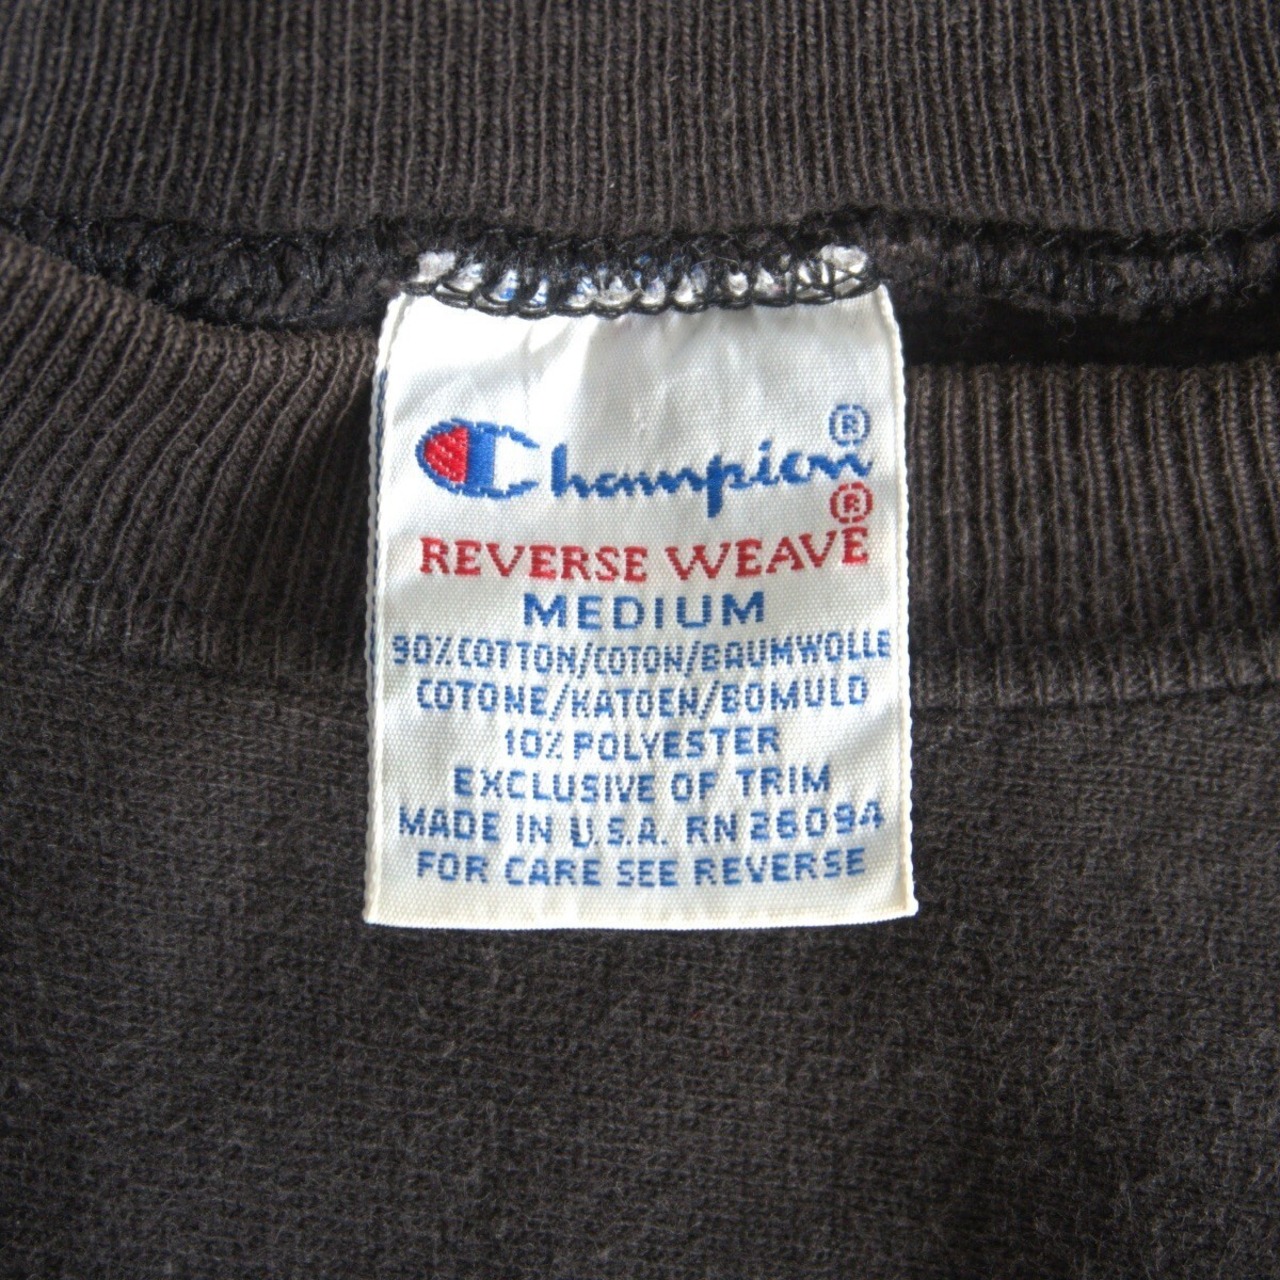 Champion®
REVERSE WEAVE®
MEDIUM
90% COTTON/COTON/BAUMWOLLE
COTONE/KATOEN/BOMULD
10% POLYESTER
EXCLUSIVE OF TRIM
MADE IN U.S.A. RN 26094
FOR CARE SEE REVERSE